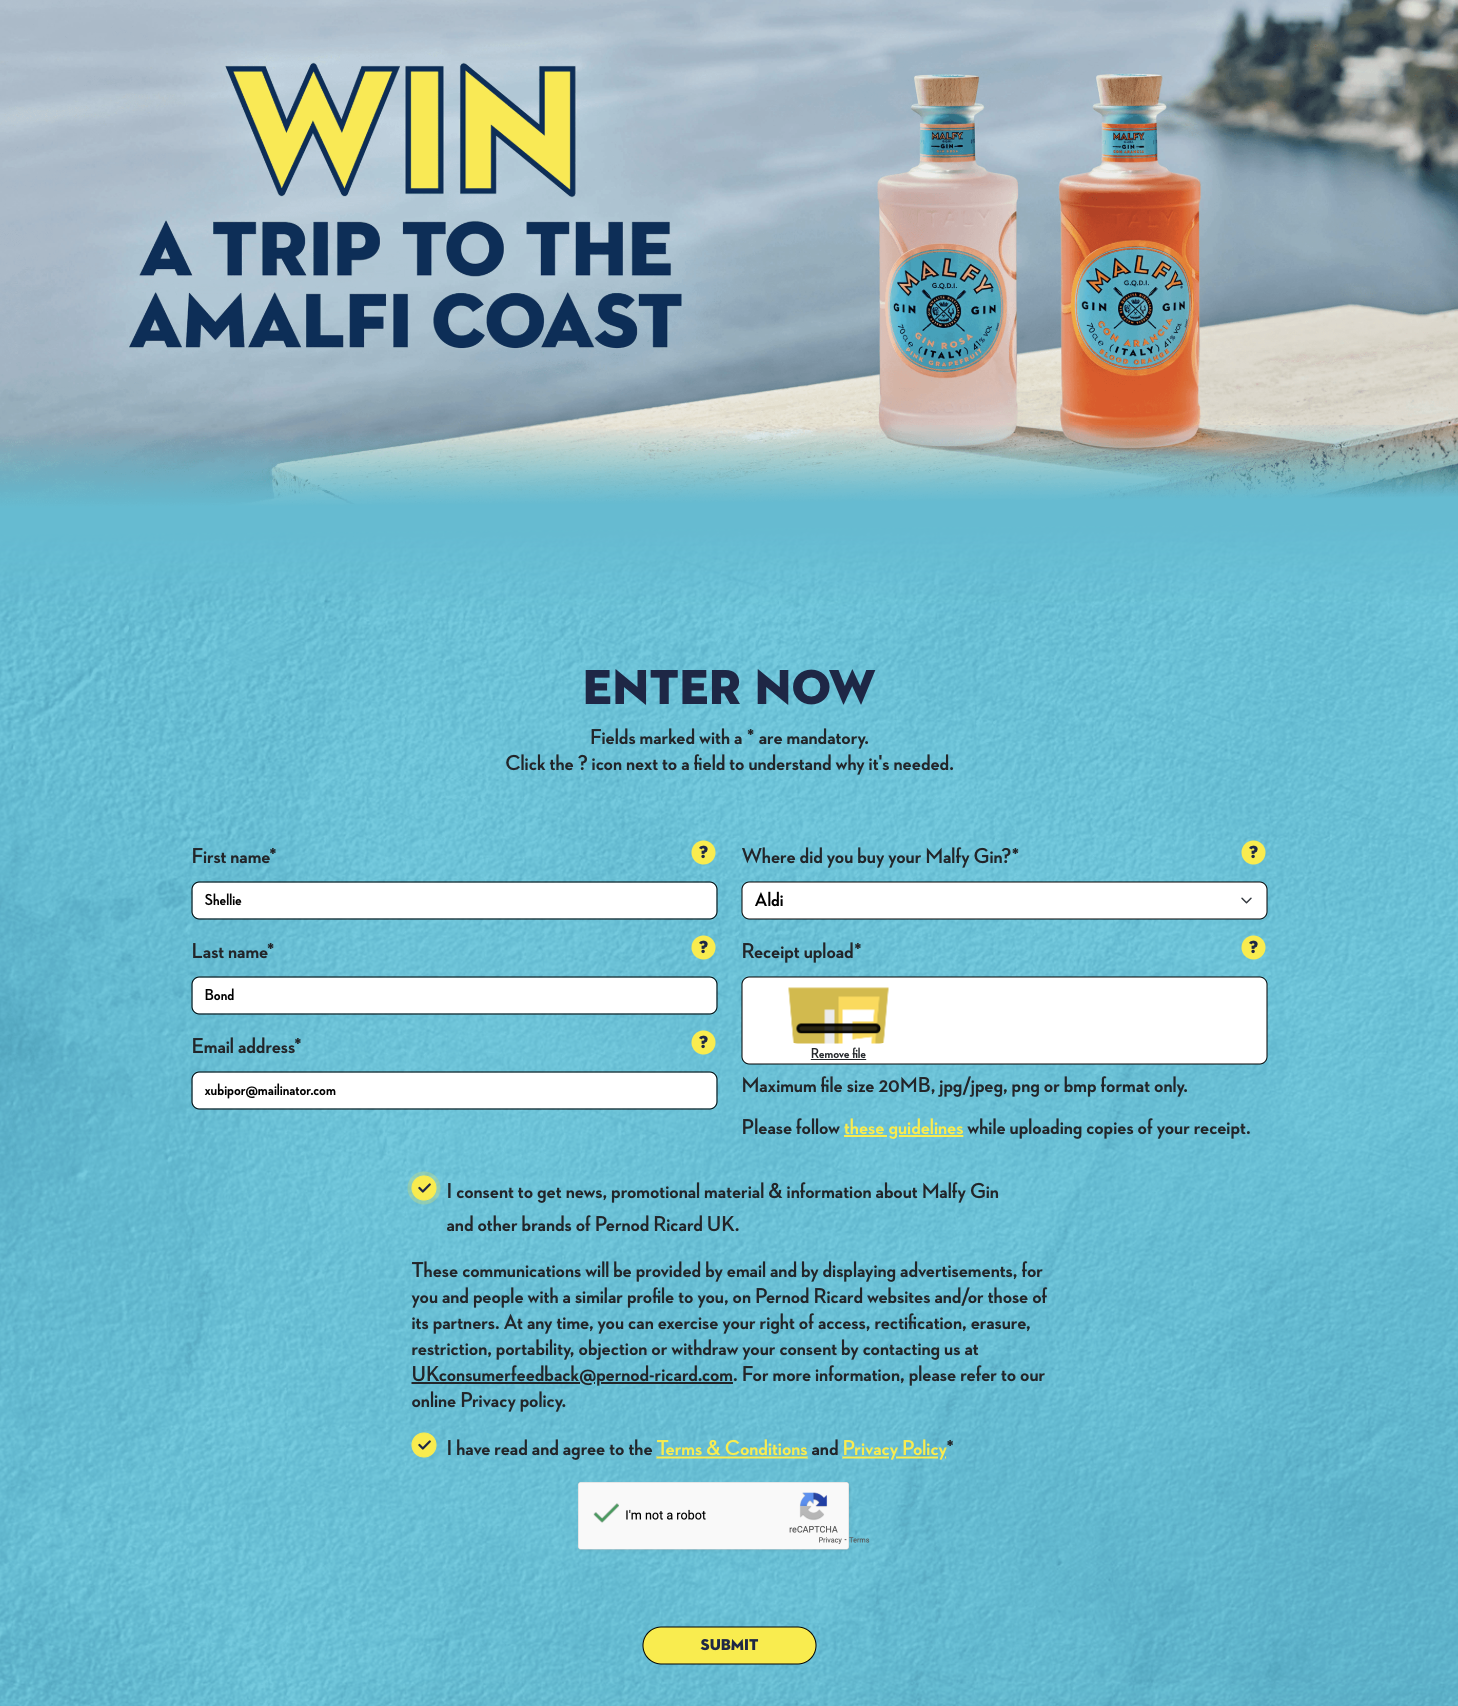 WIN
A TRIP TO THE
AMALFI COAST
MALFY
GIN
MALFY
GIN
ITALY
ITALY
MALFY
G.Q.D.I.
GIN GIN
GIN ROSA
70cl e (ITALY) 41% VOL
PINK GRAPEFRUIT
MALFY
G.Q.D.I.
GIN GIN
CON ARANCIA
70cl e (ITALY) 41% VOL
BLOOD ORANGE
ENTER NOW
Fields marked with a * are mandatory.
Click the ? icon next to a field to understand why it's needed.
First name* ?
Shellie
Last name* ?
Bond
Email address* ?
xubipor@mailinator.com
Where did you buy your Malfy Gin?* ?
Aldi
Receipt upload* ?
Remove file
Maximum file size 20MB, jpg/jpeg, png or bmp format only.
Please follow these guidelines while uploading copies of your receipt.
I consent to get news, promotional material & information about Malfy Gin
and other brands of Pernod Ricard UK.
These communications will be provided by email and by displaying advertisements, for
you and people with a similar profile to you, on Pernod Ricard websites and/or those of
its partners. At any time, you can exercise your right of access, rectification, erasure,
restriction, portability, objection or withdraw your consent by contacting us at
UKconsumerfeedback@pernod-ricard.com. For more information, please refer to our
online Privacy policy.
I have read and agree to the Terms & Conditions and Privacy Policy*
I'm not a robot
reCAPTCHA
Privacy - Terms
SUBMIT